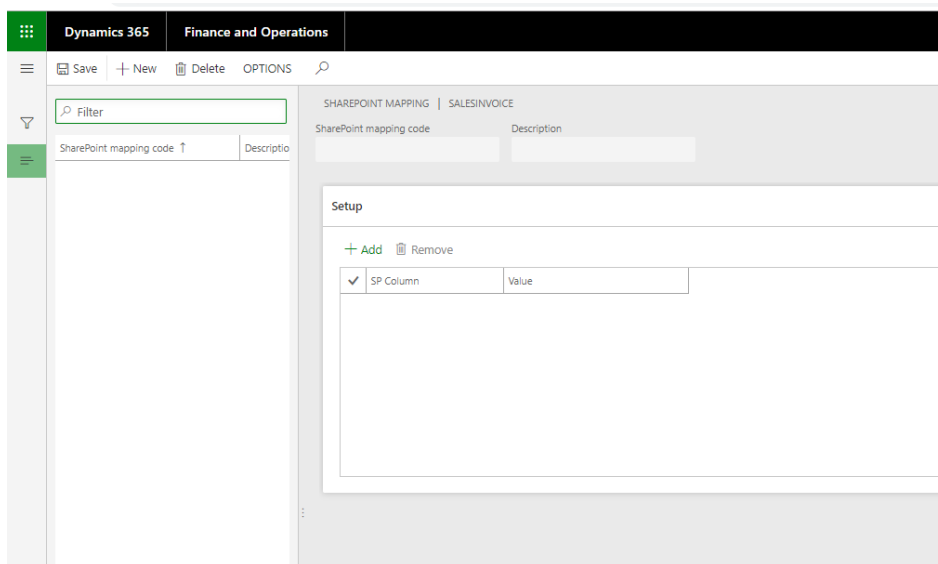 Dynamics 365 Finance and Operations
Save New Delete OPTIONS
Filter
SharePoint mapping code Descriptio
SHAREPOINT MAPPING | SALESINVOICE
SharePoint mapping code Description
Setup
Add Remove
SP Column Value